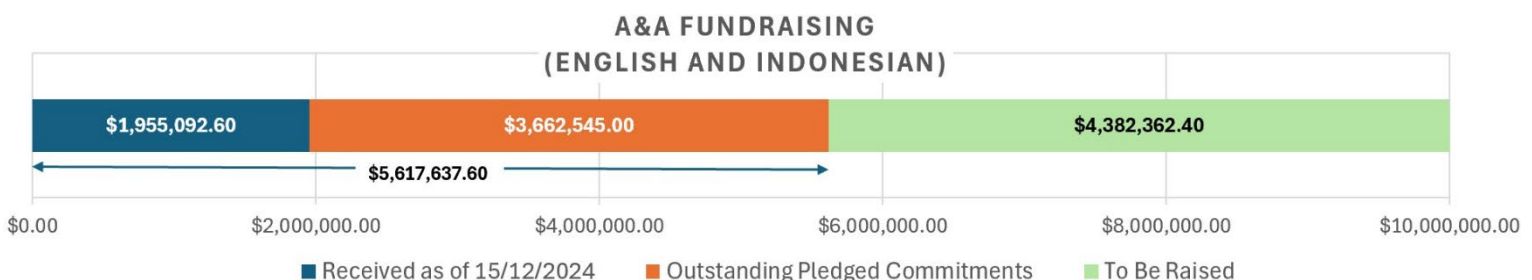 A&A FUNDRAISING
(ENGLISH AND INDONESIAN)
$1,955,092.60 $3,662,545.00 $4,382,362.40
$5,617,637.60
$0.00 $2,000,000.00 $4,000,000.00 $6,000,000.00 $8,000,000.00 $10,000,000.00
Received as of 15/12/2024 Outstanding Pledged Commitments To Be Raised